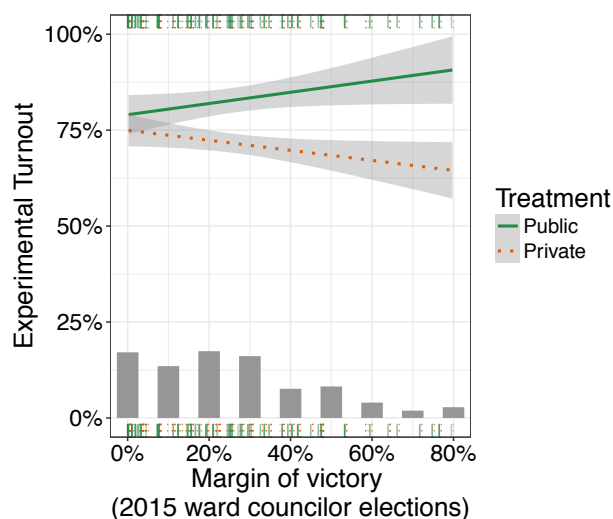 100%
75%
50%
25%
0%
Experimental Turnout
0% 20% 40% 60% 80%
Margin of victory
(2015 ward councilor elections)
Treatment
Public
Private